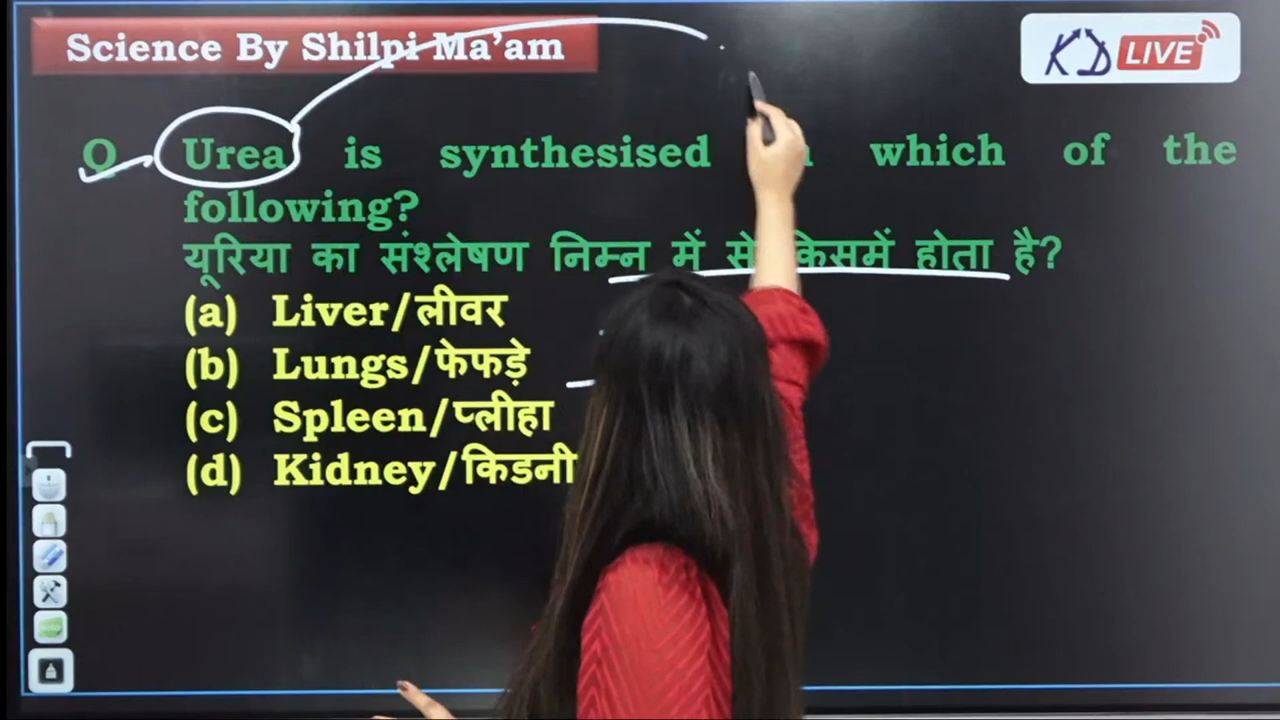 Science By Shilpi Ma'am
KD LIVE
Q Urea is synthesised which of the
following?
यूरिया का संश्लेषण निम्न में से किसमें होता है?
(a) Liver/लीवर
(b) Lungs/फेफड़े
(c) Spleen/प्लीहा
(d) Kidney/किडनी